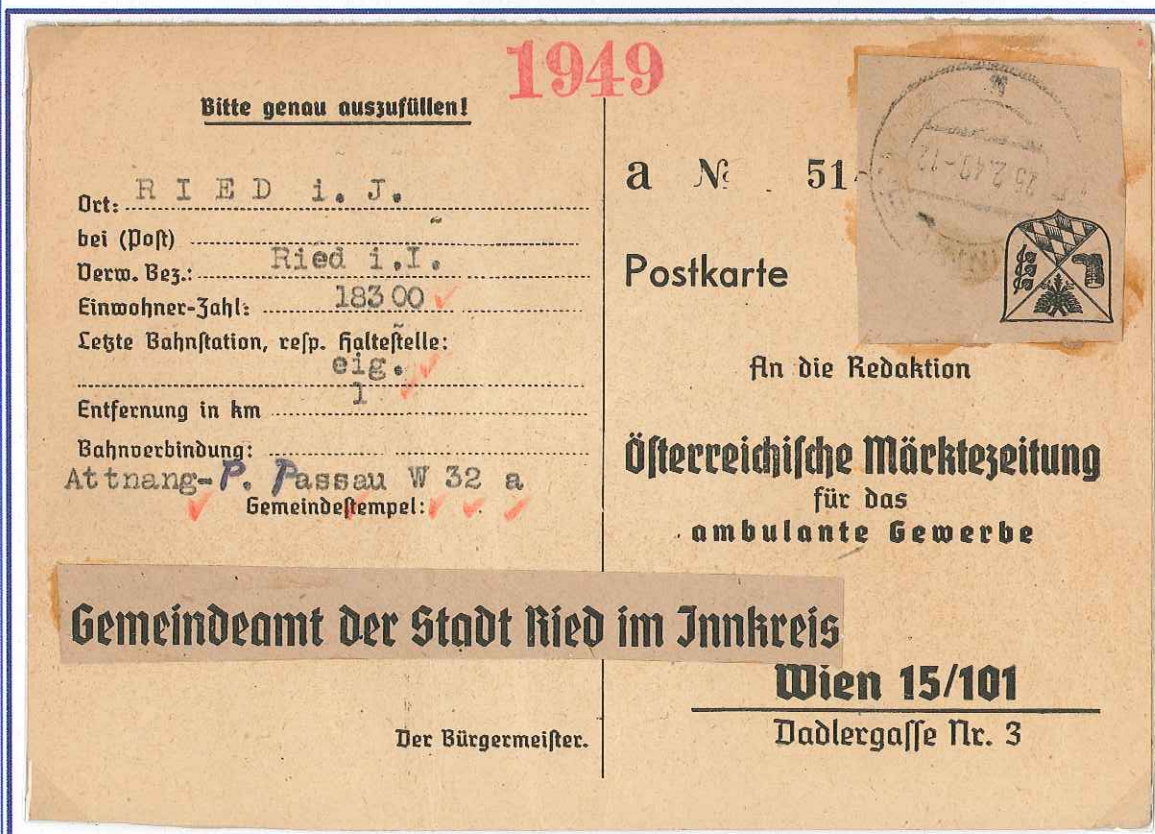 1949
Bitte genau auszufüllen!
Ort: RIED i. J.
bei (Post)
Verw. Bez.: Ried i.I.
Einwohner-Zahl: 18300
Letzte Bahnstation, resp. Haltestelle:
eig.
Entfernung in km 1
Bahnverbindung:
Attnang-P. Passau W 32 a
Gemeindestempel:
Gemeindeamt der Stadt Ried im Innkreis
Der Bürgermeister.
a № 51
Postkarte
An die Redaktion
Österreichische Märktezeitung
für das
ambulante Gewerbe
Wien 15/101
Dadlergasse Nr. 3